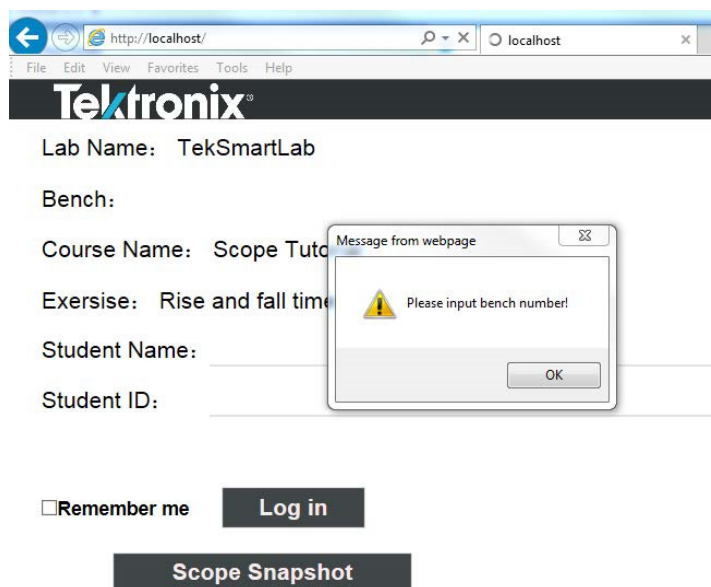 http://localhost/
localhost
File Edit View Favorites Tools Help
Tektronix®
Lab Name: TekSmartLab
Bench:
Course Name: Scope Tuto
Message from webpage
Exersise: Rise and fall time
Please input bench number!
Student Name:
OK
Student ID:
Remember me
Log in
Scope Snapshot